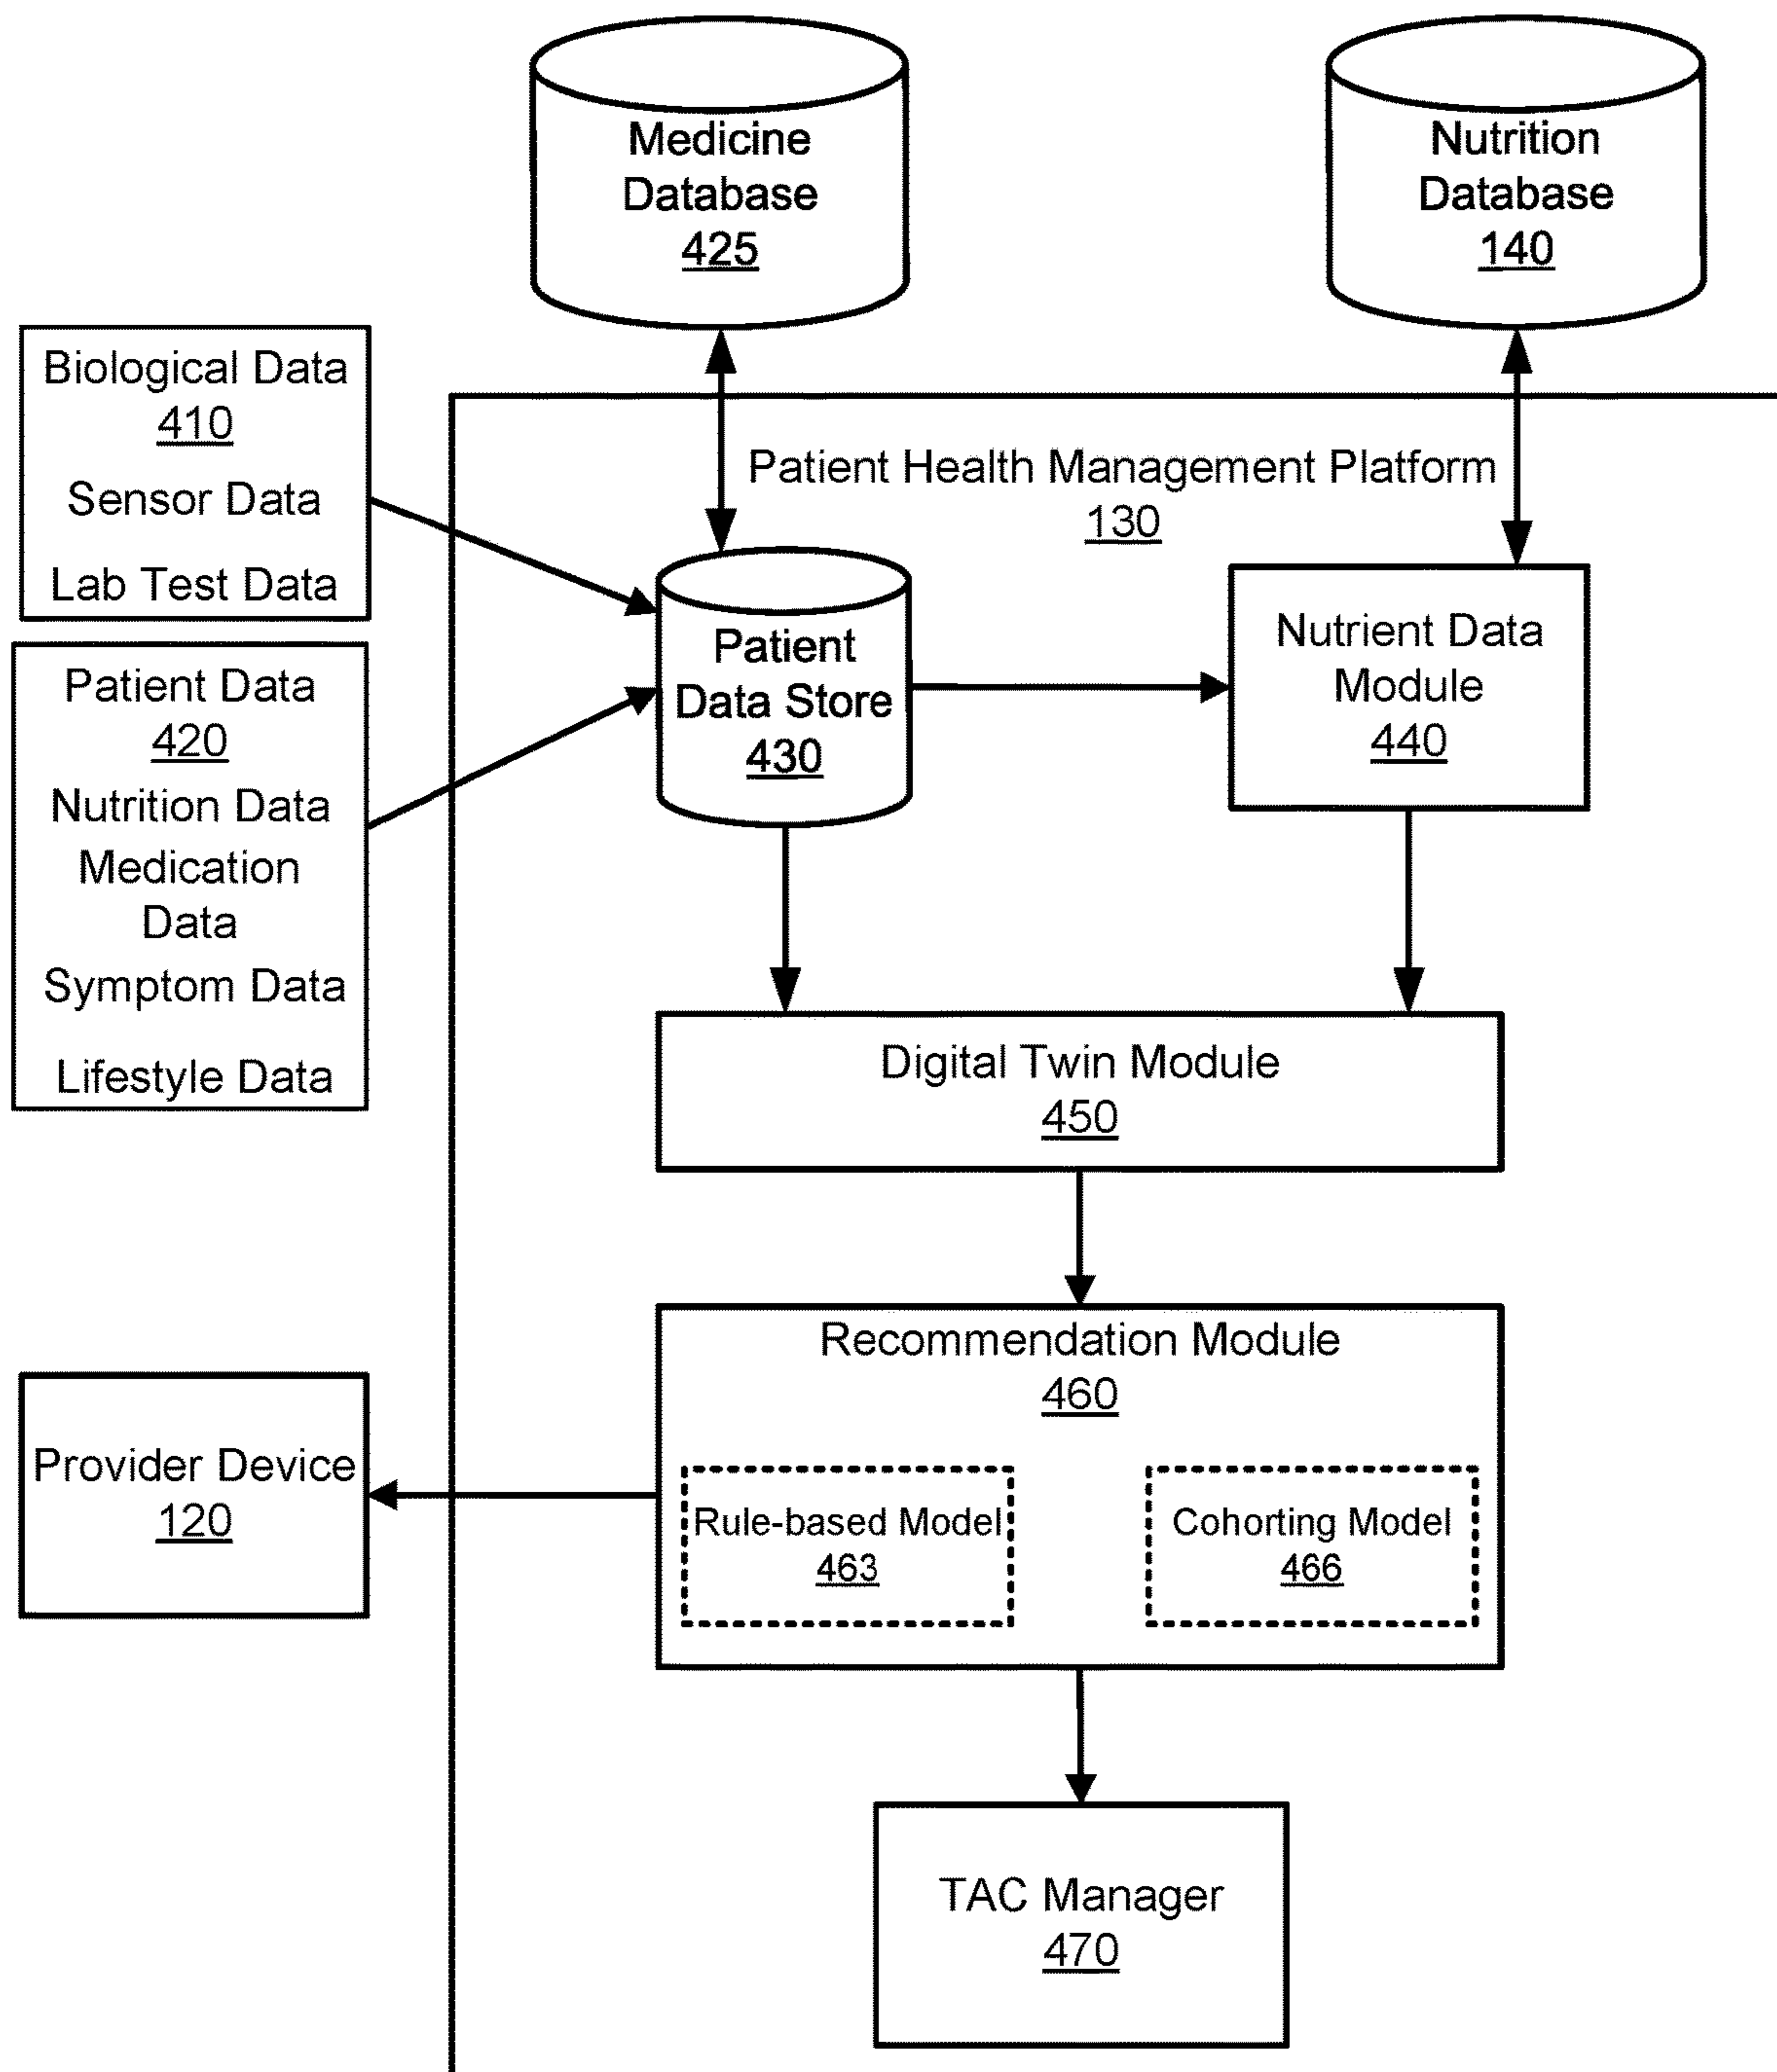 Medicine
Database
425
Nutrition
Database
140
Biological Data
410
Sensor Data
Lab Test Data
Patient Health Management Platform
130
Patient Data
420
Nutrition Data
Medication
Data
Symptom Data
Lifestyle Data
Patient
Data Store
430
Nutrient Data
Module
440
Digital Twin Module
450
Recommendation Module
460
Rule-based Model
463
Cohorting Model
466
Provider Device
120
TAC Manager
470